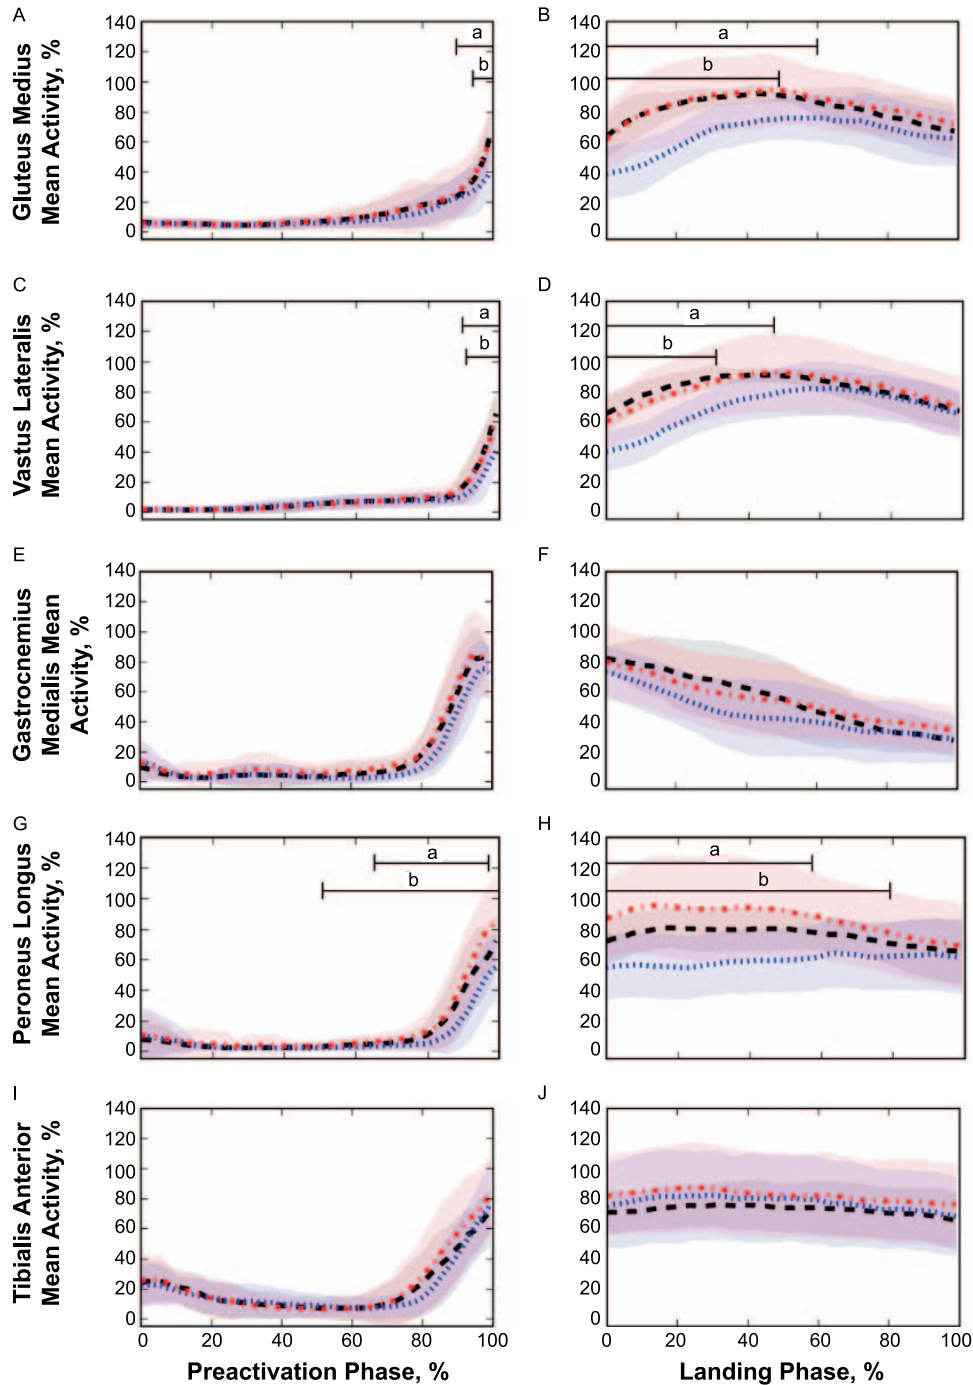 A
B
Gluteus Medius
Mean Activity, %
140
120
100
80
60
40
20
0
a
b
140
120
100
80
60
40
20
0
a
b
C
D
Vastus Lateralis
Mean Activity, %
140
120
100
80
60
40
20
0
a
b
140
120
100
80
60
40
20
0
a
b
E
F
Gastrocnemius
Medialis Mean
Activity, %
140
120
100
80
60
40
20
0
140
120
100
80
60
40
20
0
G
H
Peroneus Longus
Mean Activity, %
140
120
100
80
60
40
20
0
a
b
140
120
100
80
60
40
20
0
a
b
I
J
Tibialis Anterior
Mean Activity, %
140
120
100
80
60
40
20
0
140
120
100
80
60
40
20
0
0 20 40 60 80 100
0 20 40 60 80 100
Preactivation Phase, %
Landing Phase, %